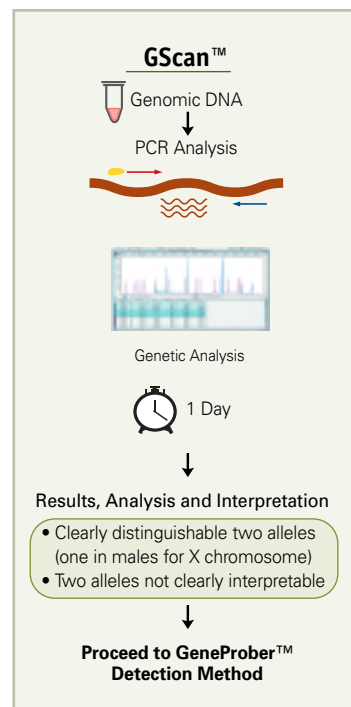 GScan™
Genomic DNA
PCR Analysis
Genetic Analysis
1 Day
Results, Analysis and Interpretation
• Clearly distinguishable two alleles
(one in males for X chromosome)
• Two alleles not clearly interpretable
Proceed to GeneProber™
Detection Method